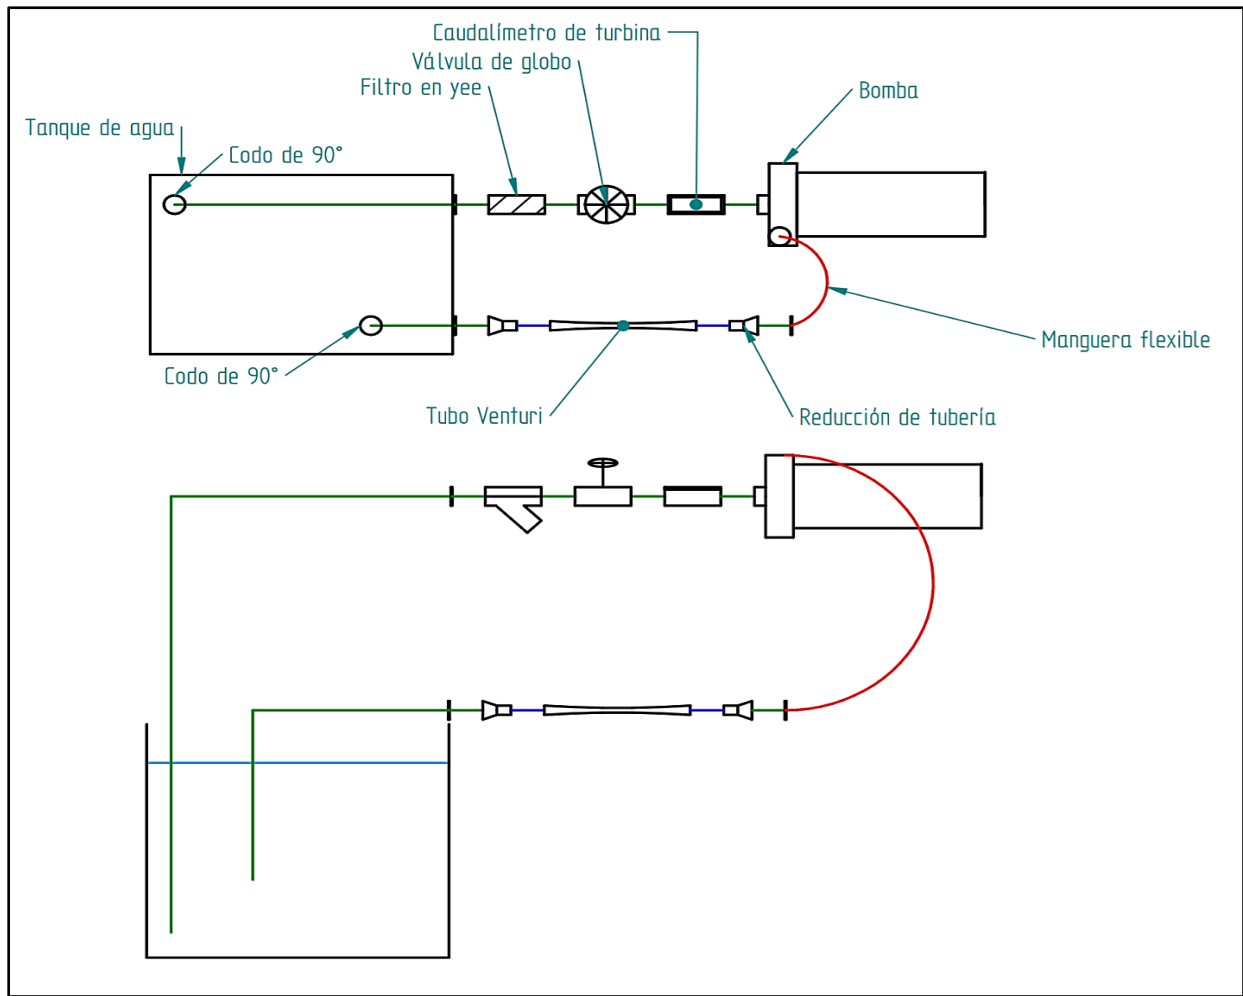 Caudalímetro de turbina
Válvula de globo
Filtro en yee
Bomba
Tanque de agua
Codo de 90°
Manguera flexible
Codo de 90°
Tubo Venturi
Reducción de tubería